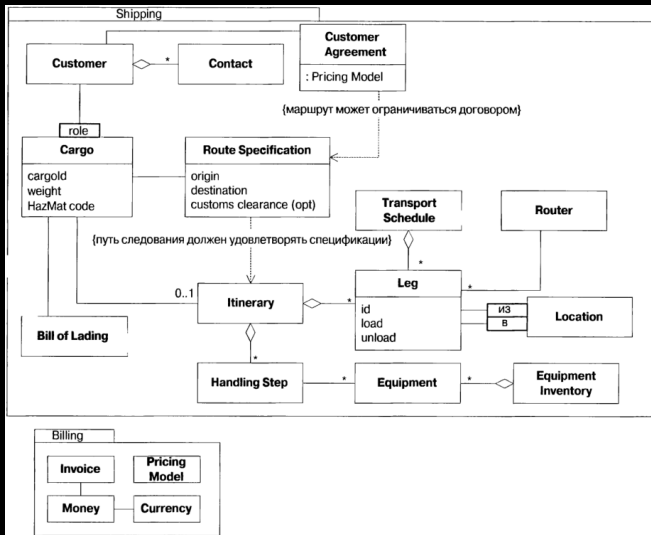 Shipping
Customer
Agreement
: Pricing Model
Customer
*
Contact
{маршрут может ограничиваться договором}
role
Cargo
cargoId
weight
HazMat code
Route Specification
origin
destination
customs clearance (opt)
Transport
Schedule
Router
{путь следования должен удовлетворять спецификации}
*
0..1
Itinerary
*
Leg
id
load
unload
*
из
в
Location
Bill of Lading
*
Handling Step
*
Equipment
*
Equipment
Inventory
Billing
Invoice
Pricing
Model
Money
Currency